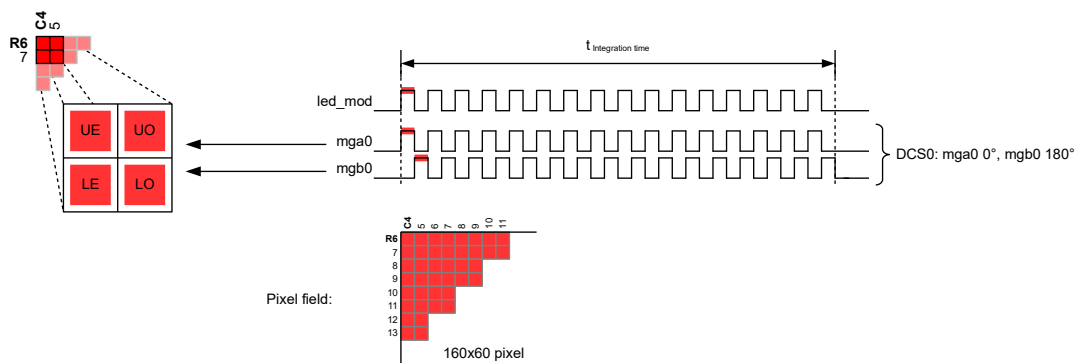 C4
5
R6
7
t Integration time
led_mod
UE UO
mga0
DCS0: mga0 0°, mgb0 180°
mgb0
LE LO
C4 5 6 7 8 9 10 11
R6
7
8
9
10
11
12
13
Pixel field:
160x60 pixel